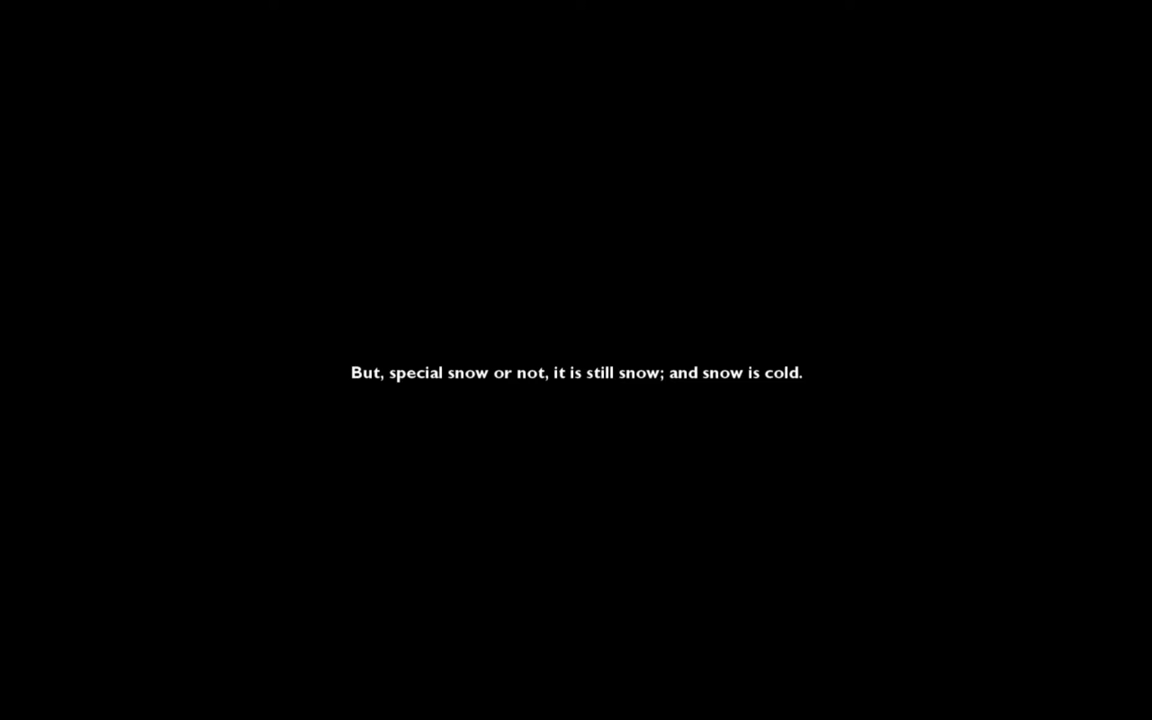 But, special snow or not, it is still snow; and snow is cold.